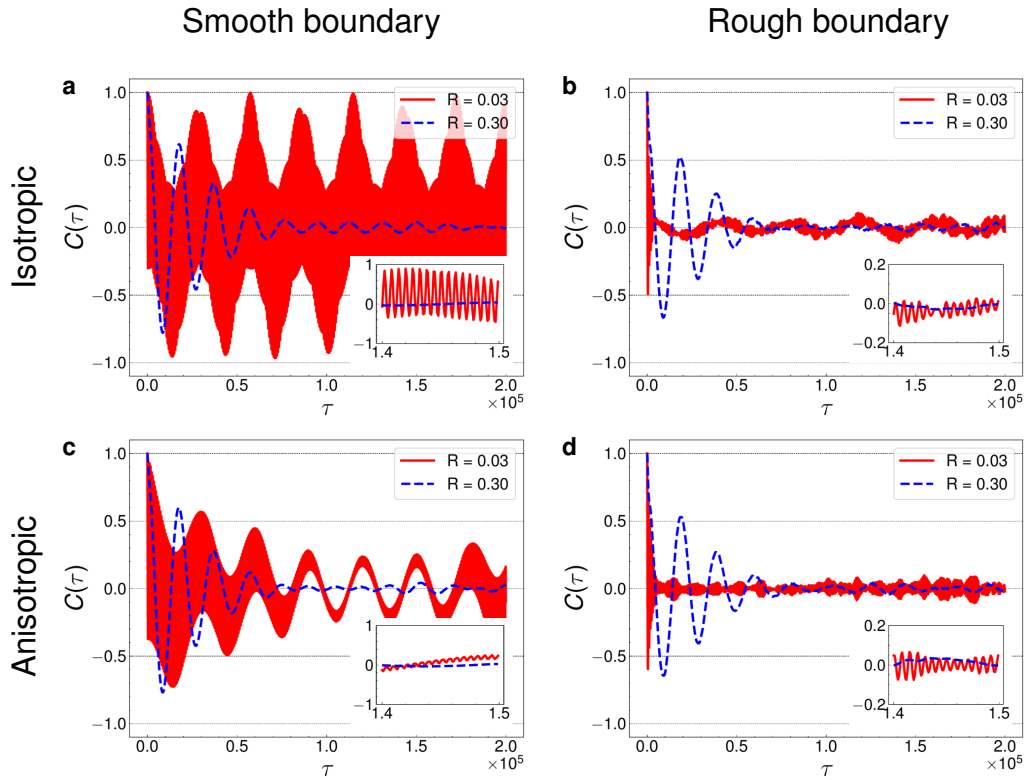 Smooth boundary
Rough boundary
Isotropic
Anisotropic
a
1.0
0.5
0.0
−0.5
−1.0
C(τ)
R = 0.03
R = 0.30
1
0
−1
1.4
1.5
0.0
0.5
1.0
1.5
2.0
×10⁵
τ
b
1.0
0.5
0.0
−0.5
−1.0
C(τ)
R = 0.03
R = 0.30
0.2
0.0
−0.2
1.4
1.5
0.0
0.5
1.0
1.5
2.0
×10⁵
τ
c
1.0
0.5
0.0
−0.5
−1.0
C(τ)
R = 0.03
R = 0.30
1
0
−1
1.4
1.5
0.0
0.5
1.0
1.5
2.0
×10⁵
τ
d
1.0
0.5
0.0
−0.5
−1.0
C(τ)
R = 0.03
R = 0.30
0.2
0.0
−0.2
1.4
1.5
0.0
0.5
1.0
1.5
2.0
×10⁵
τ